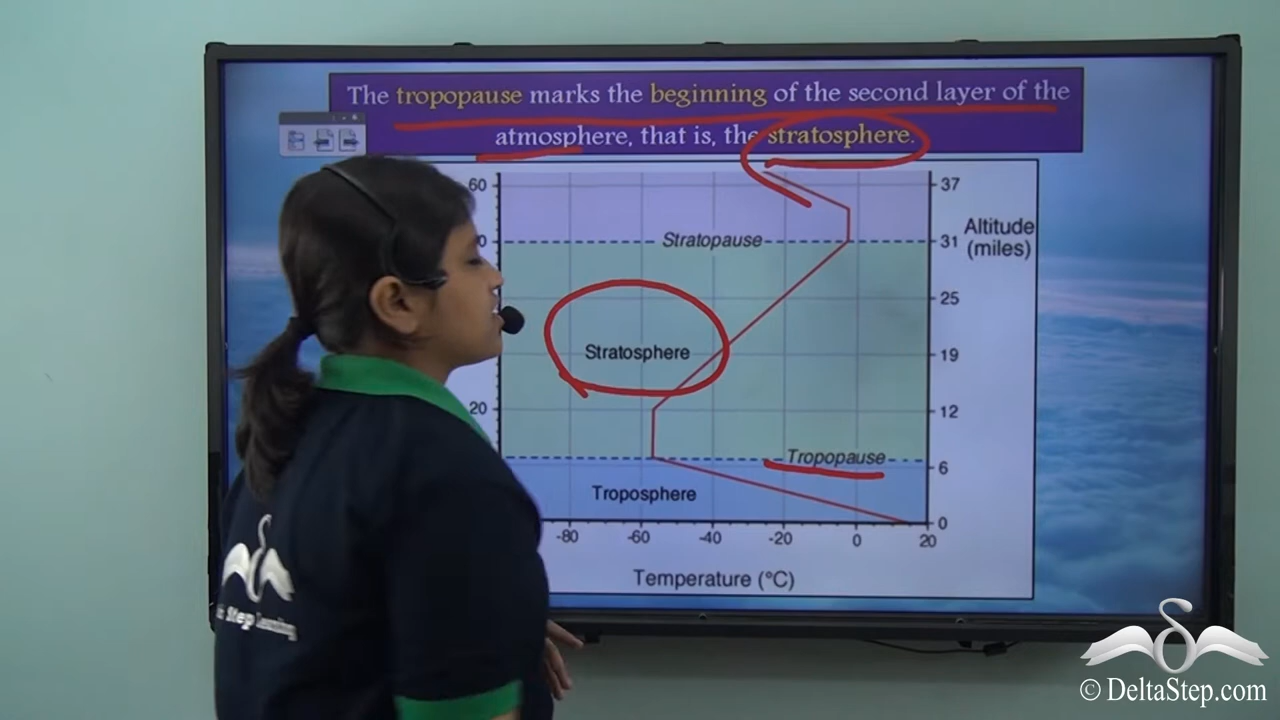 The tropopause marks the beginning of the second layer of the
atmosphere, that is, the stratosphere.
60
37
Stratopause
31
Altitude
(miles)
25
Stratosphere
19
20
12
Tropopause
6
Troposphere
0
-80 -60 -40 -20 0 20
Temperature (°C)
Step Learning
© DeltaStep.com